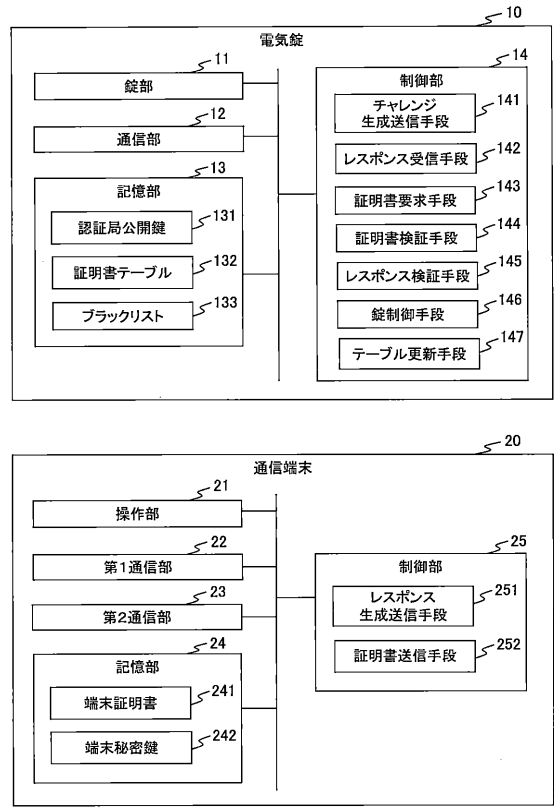 10
電気錠
11
錠部
12
通信部
13
記憶部
認証局公開鍵
131
証明書テーブル
132
ブラックリスト
133
14
制御部
チャレンジ
生成送信手段
141
レスポンス受信手段
142
証明書要求手段
143
証明書検証手段
144
レスポンス検証手段
145
錠制御手段
146
テーブル更新手段
147
20
通信端末
21
操作部
22
第1通信部
23
第2通信部
24
記憶部
端末証明書
241
端末秘密鍵
242
25
制御部
レスポンス
生成送信手段
251
証明書送信手段
252